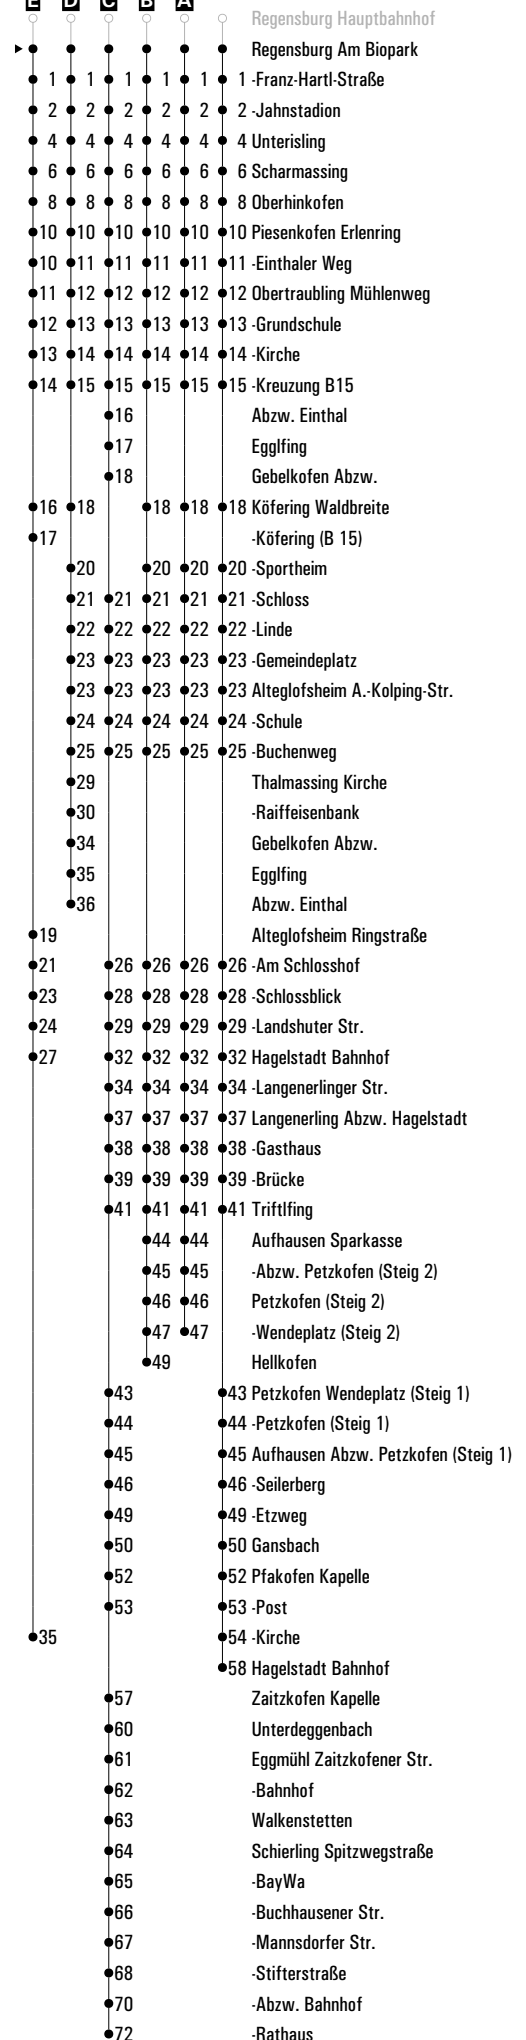 E D C B A
Regensburg Hauptbahnhof
Regensburg Am Biopark
1 1 1 1 1 1 -Franz-Hartl-Straße
2 2 2 2 2 2 -Jahnstadion
4 4 4 4 4 4 Unterisling
6 6 6 6 6 6 Scharmassing
8 8 8 8 8 8 Oberhinkofen
10 10 10 10 10 10 Piesenkofen Erlenring
10 11 11 11 11 11 -Einthaler Weg
11 12 12 12 12 12 Obertraubling Mühlenweg
12 13 13 13 13 13 -Grundschule
13 14 14 14 14 14 -Kirche
14 15 15 15 15 15 -Kreuzung B15
16 Abzw. Einthal
17 Egglfing
18 Gebelkofen Abzw.
16 18 18 18 18 Köfering Waldbreite
17 -Köfering (B 15)
20 20 20 20 -Sportheim
21 21 21 21 21 -Schloss
22 22 22 22 22 -Linde
23 23 23 23 23 -Gemeindeplatz
23 23 23 23 23 Alteglofsheim A.-Kolping-Str.
24 24 24 24 24 -Schule
25 25 25 25 25 -Buchenweg
29 Thalmassing Kirche
30 -Raiffeisenbank
34 Gebelkofen Abzw.
35 Egglfing
36 Abzw. Einthal
19 Alteglofsheim Ringstraße
21 26 26 26 26 -Am Schlosshof
23 28 28 28 28 -Schlossblick
24 29 29 29 29 -Landshuter Str.
27 32 32 32 32 Hagelstadt Bahnhof
34 34 34 34 -Langenerlinger Str.
37 37 37 37 Langenerling Abzw. Hagelstadt
38 38 38 38 -Gasthaus
39 39 39 39 -Brücke
41 41 41 41 Triftlfing
44 44 Aufhausen Sparkasse
45 45 -Abzw. Petzkofen (Steig 2)
46 46 Petzkofen (Steig 2)
47 47 -Wendeplatz (Steig 2)
49 Hellkofen
43 43 Petzkofen Wendeplatz (Steig 1)
44 44 -Petzkofen (Steig 1)
45 45 Aufhausen Abzw. Petzkofen (Steig 1)
46 46 -Seilerberg
49 49 -Etzweg
50 50 Gansbach
52 52 Pfakofen Kapelle
53 53 -Post
35 54 -Kirche
58 Hagelstadt Bahnhof
57 Zaitzkofen Kapelle
60 Unterdeggenbach
61 Eggmühl Zaitzkofener Str.
62 -Bahnhof
63 Walkenstetten
64 Schierling Spitzwegstraße
65 -BayWa
66 -Buchhausener Str.
67 -Mannsdorfer Str.
68 -Stifterstraße
70 -Abzw. Bahnhof
72 -Rathaus